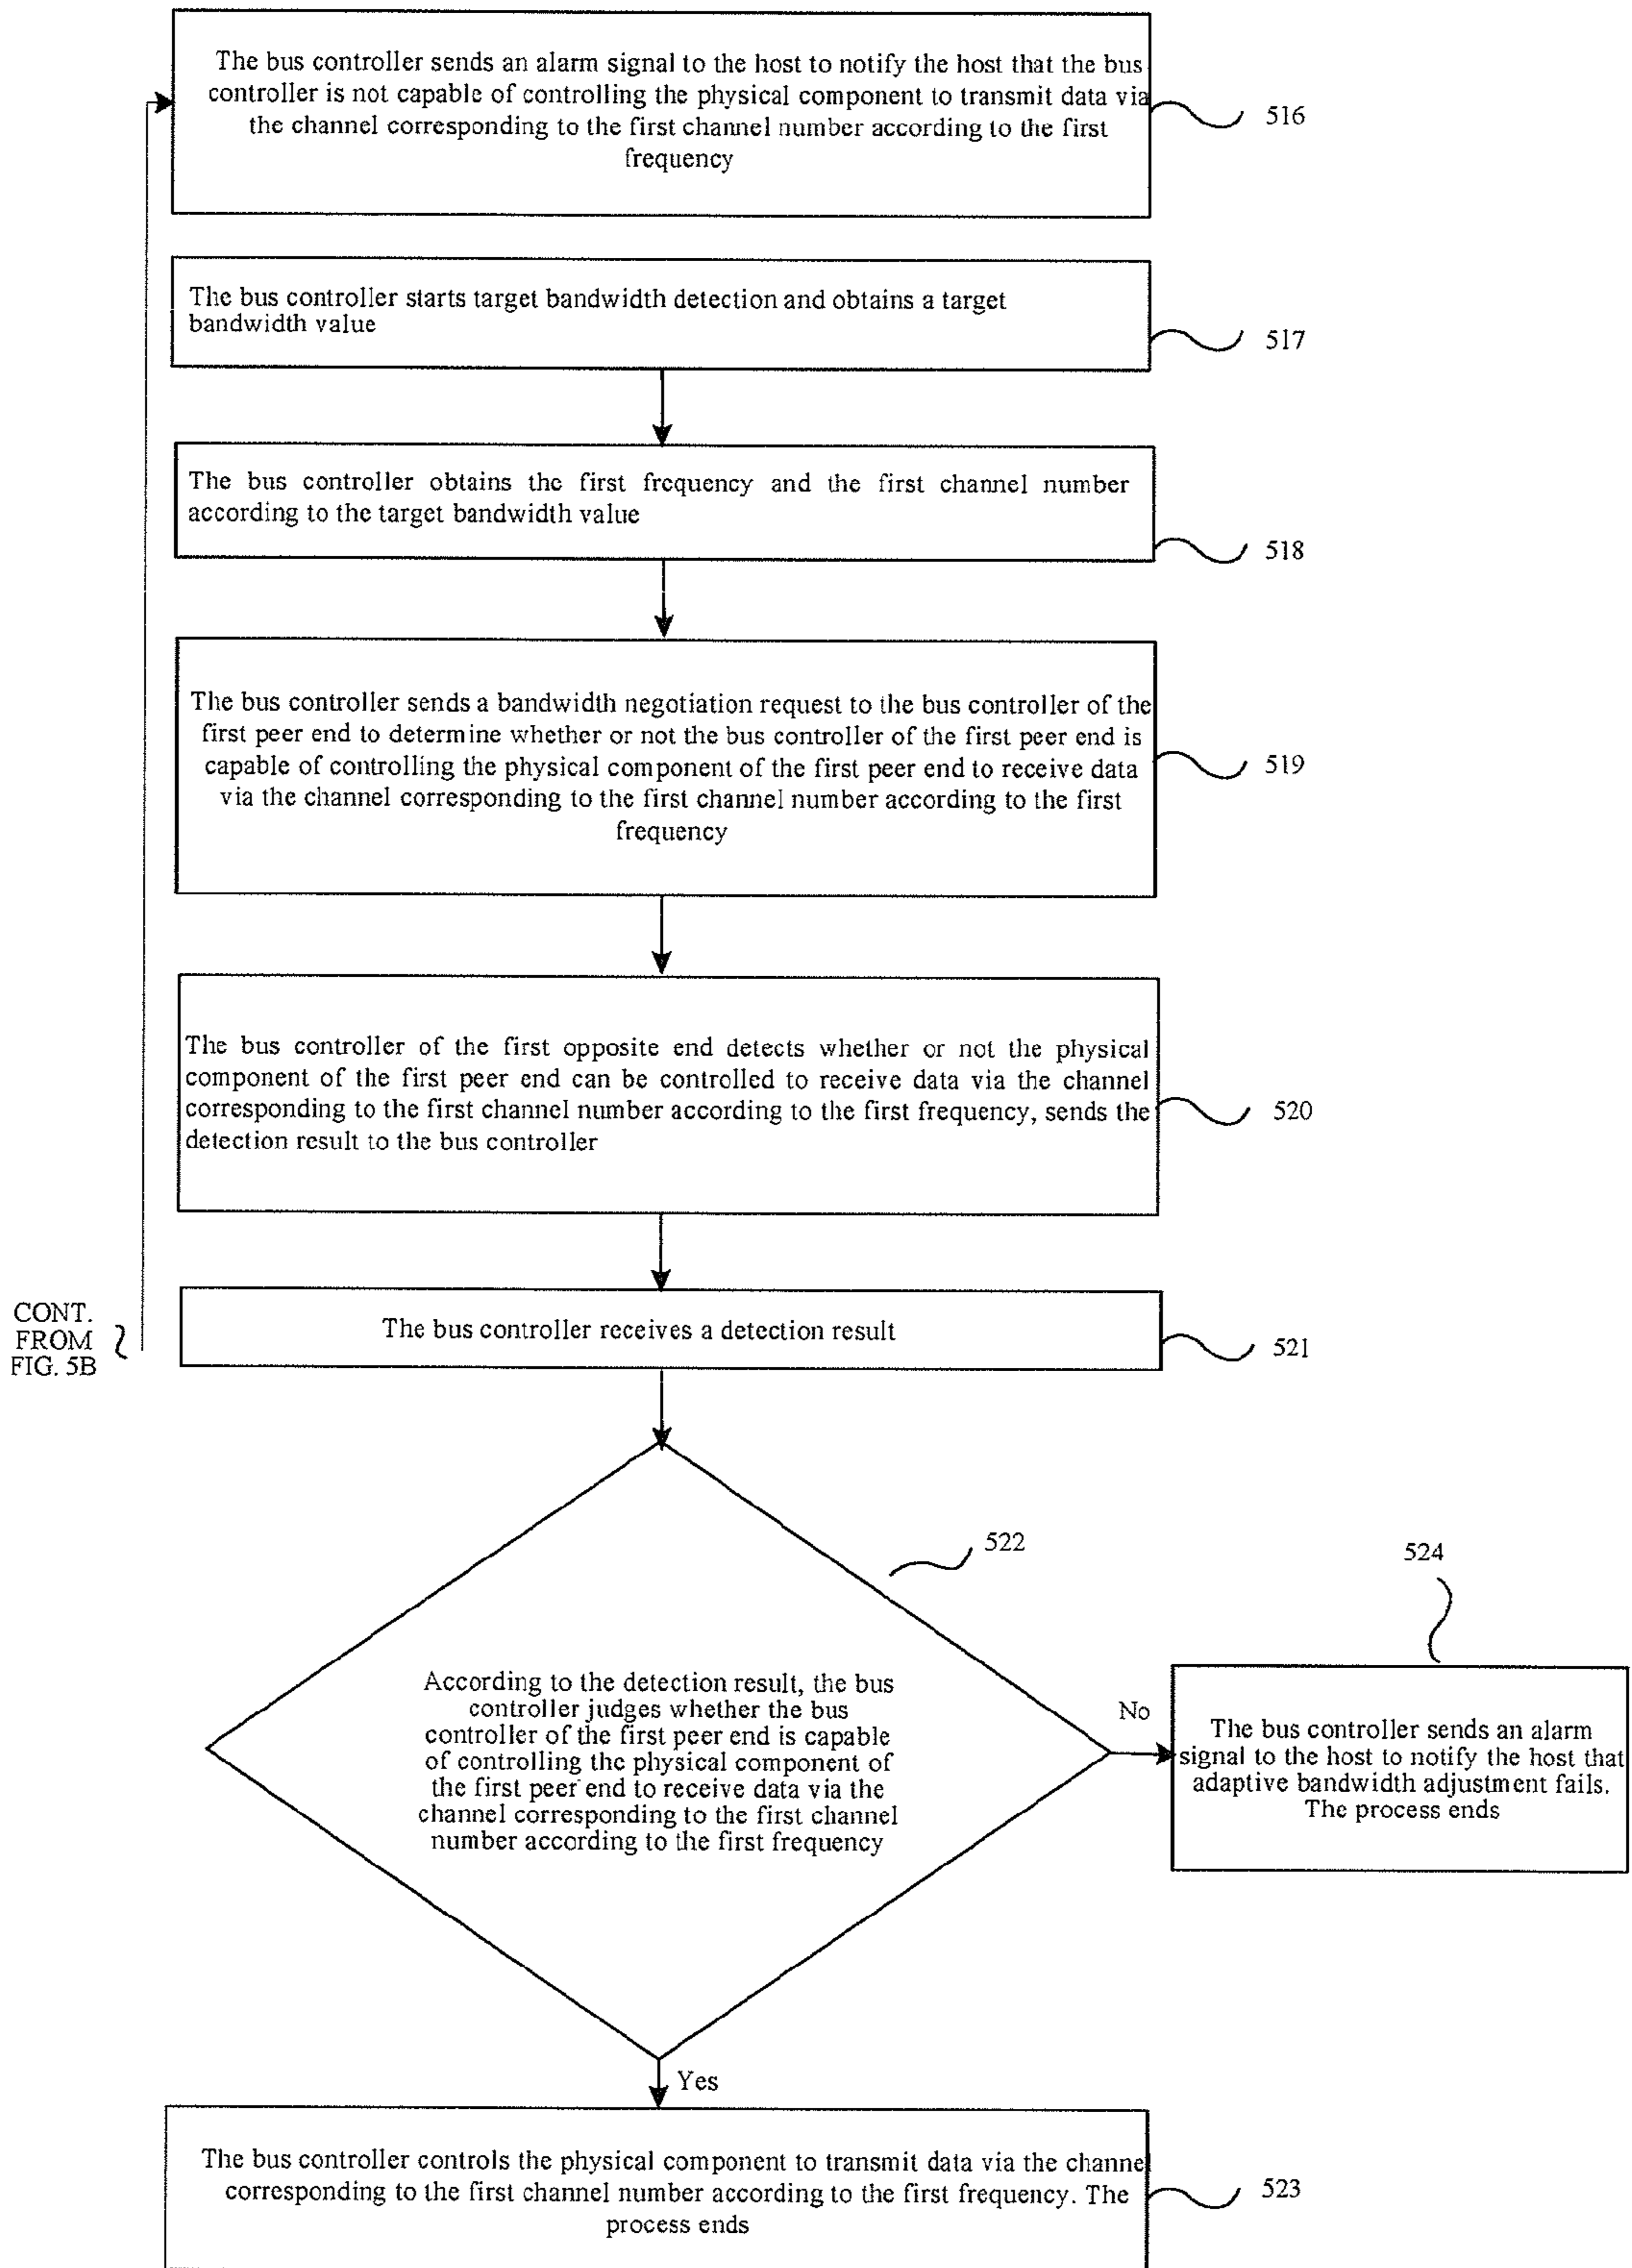 The bus controller sends an alarm signal to the host to notify the host that the bus
controller is not capable of controlling the physical component to transmit data via
the channel corresponding to the first channel number according to the first
frequency
516
The bus controller starts target bandwidth detection and obtains a target
bandwidth value
517
The bus controller obtains the first frequency and the first channel number
according to the target bandwidth value
518
The bus controller sends a bandwidth negotiation request to the bus controller of the
first peer end to determine whether or not the bus controller of the first peer end is
capable of controlling the physical component of the first peer end to receive data
via the channel corresponding to the first channel number according to the first
frequency
519
The bus controller of the first opposite end detects whether or not the physical
component of the first peer end can be controlled to receive data via the channel
corresponding to the first channel number according to the first frequency, sends the
detection result to the bus controller
520
CONT.
FROM
FIG. 5B
The bus controller receives a detection result
521
522
According to the detection result, the bus
controller judges whether the bus
controller of the first peer end is capable
of controlling the physical component of
the first peer end to receive data via the
channel corresponding to the first channel
number according to the first frequency
No
524
The bus controller sends an alarm
signal to the host to notify the host that
adaptive bandwidth adjustment fails.
The process ends
Yes
The bus controller controls the physical component to transmit data via the channel
corresponding to the first channel number according to the first frequency. The
process ends
523